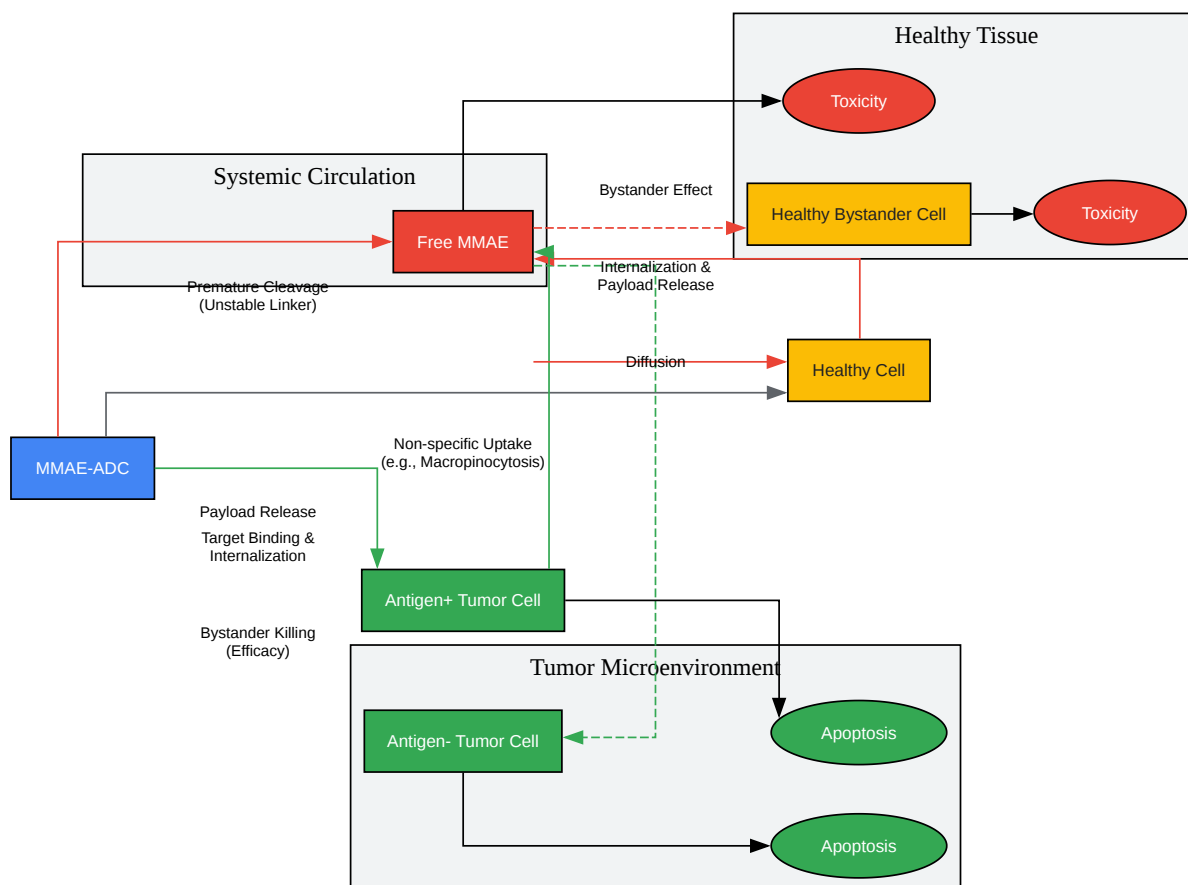 Healthy Tissue
Toxicity
Systemic Circulation
Bystander Effect
Healthy Bystander Cell
Toxicity
Free MMAE
Internalization &
Payload Release
Premature Cleavage
(Unstable Linker)
Diffusion
Healthy Cell
Non-specific Uptake
(e.g., Macropinocytosis)
MMAE-ADC
Payload Release
Target Binding &
Internalization
Antigen+ Tumor Cell
Bystander Killing
(Efficacy)
Tumor Microenvironment
Apoptosis
Antigen- Tumor Cell
Apoptosis